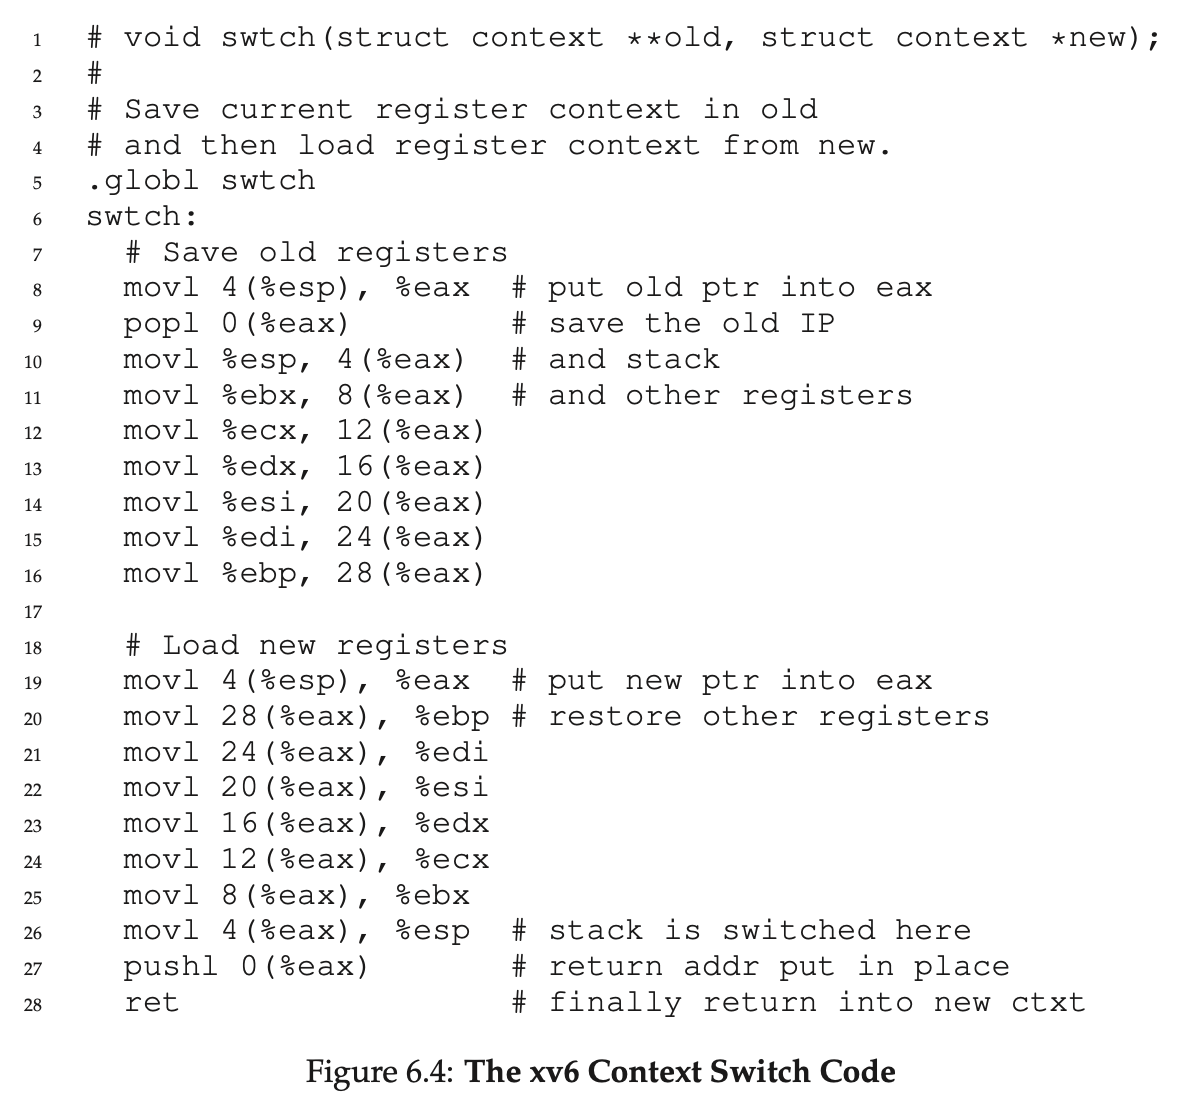 1 # void swtch(struct context **old, struct context *new);
2 #
3 # Save current register context in old
4 # and then load register context from new.
5 .globl swtch
6 swtch:
7 # Save old registers
8 movl 4(%esp), %eax # put old ptr into eax
9 popl 0(%eax) # save the old IP
10 movl %esp, 4(%eax) # and stack
11 movl %ebx, 8(%eax) # and other registers
12 movl %ecx, 12(%eax)
13 movl %edx, 16(%eax)
14 movl %esi, 20(%eax)
15 movl %edi, 24(%eax)
16 movl %ebp, 28(%eax)
17
18 # Load new registers
19 movl 4(%esp), %eax # put new ptr into eax
20 movl 28(%eax), %ebp # restore other registers
21 movl 24(%eax), %edi
22 movl 20(%eax), %esi
23 movl 16(%eax), %edx
24 movl 12(%eax), %ecx
25 movl 8(%eax), %ebx
26 movl 4(%eax), %esp # stack is switched here
27 pushl 0(%eax) # return addr put in place
28 ret # finally return into new ctxt
Figure 6.4: The xv6 Context Switch Code